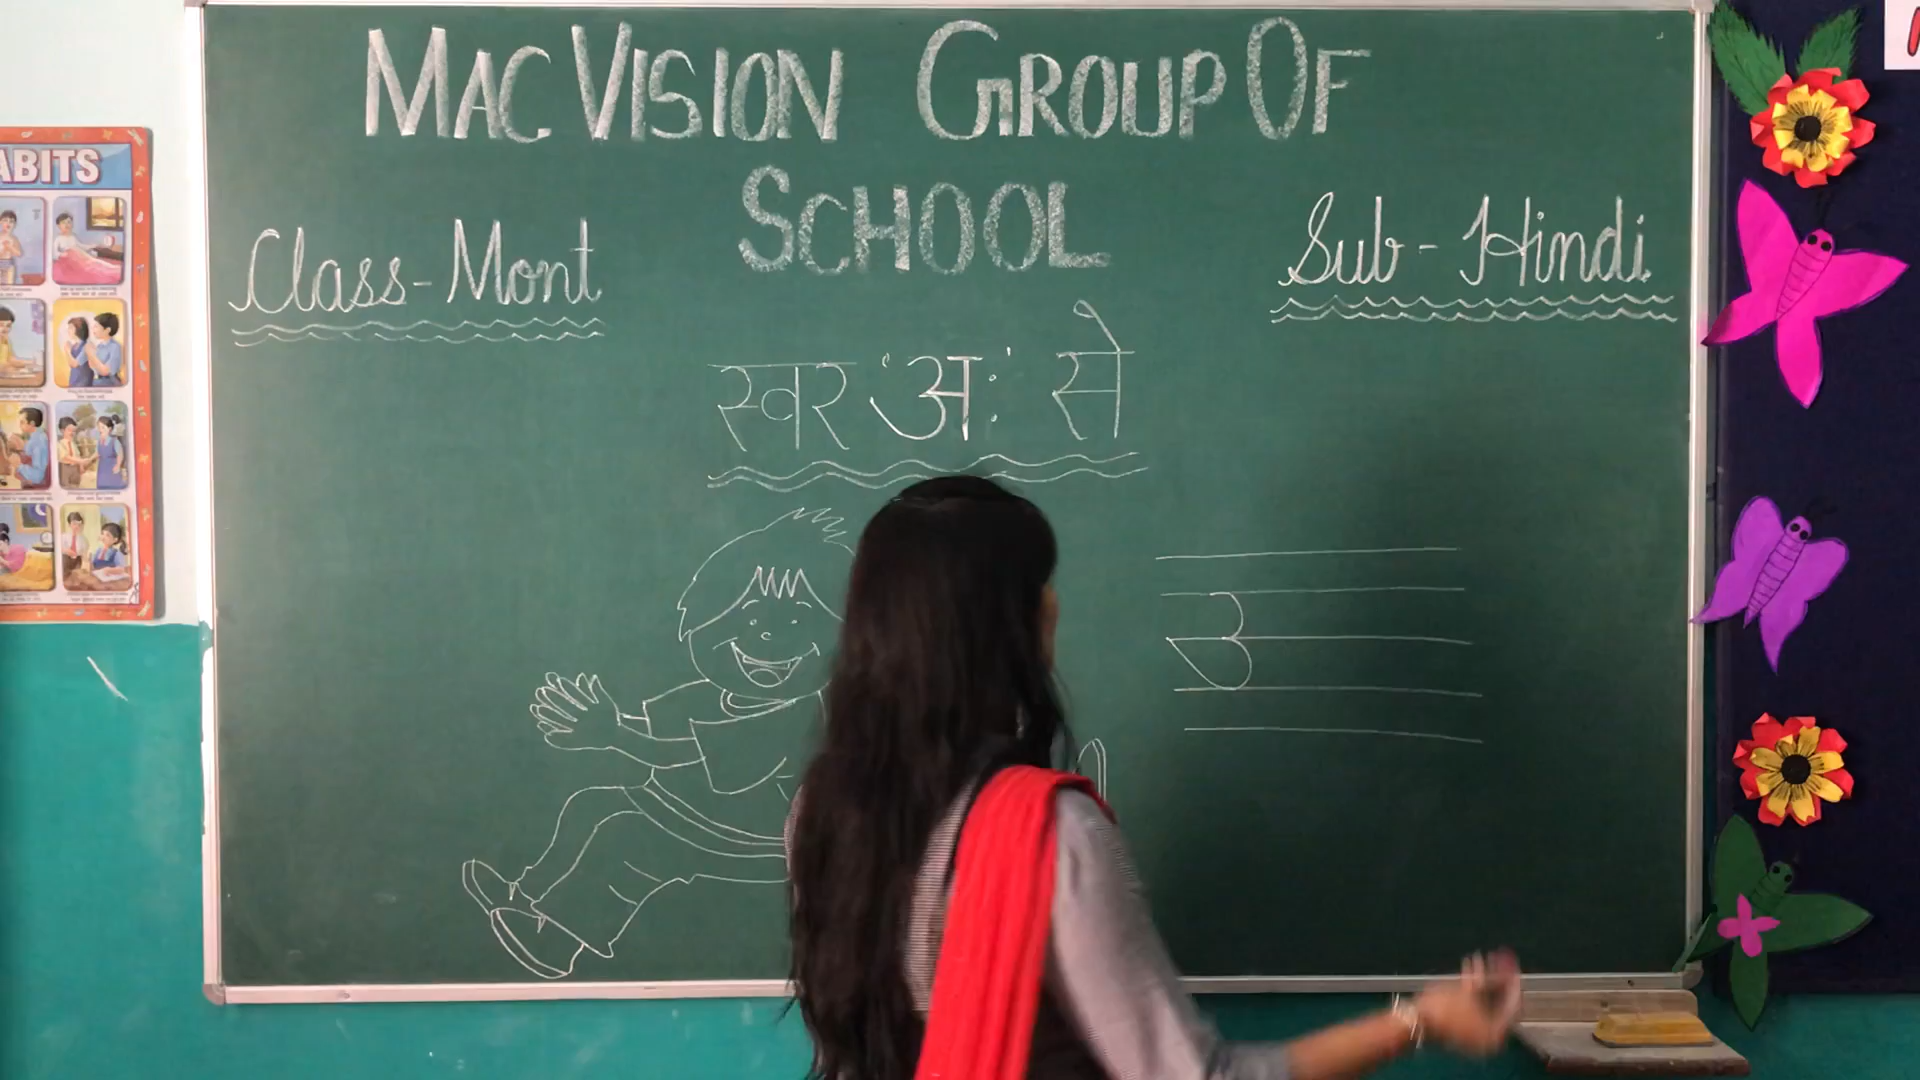 MAC VISION GROUP OF
SCHOOL
Class-Mont
Sub-Hindi
स्वर 'अः' से
ABITS